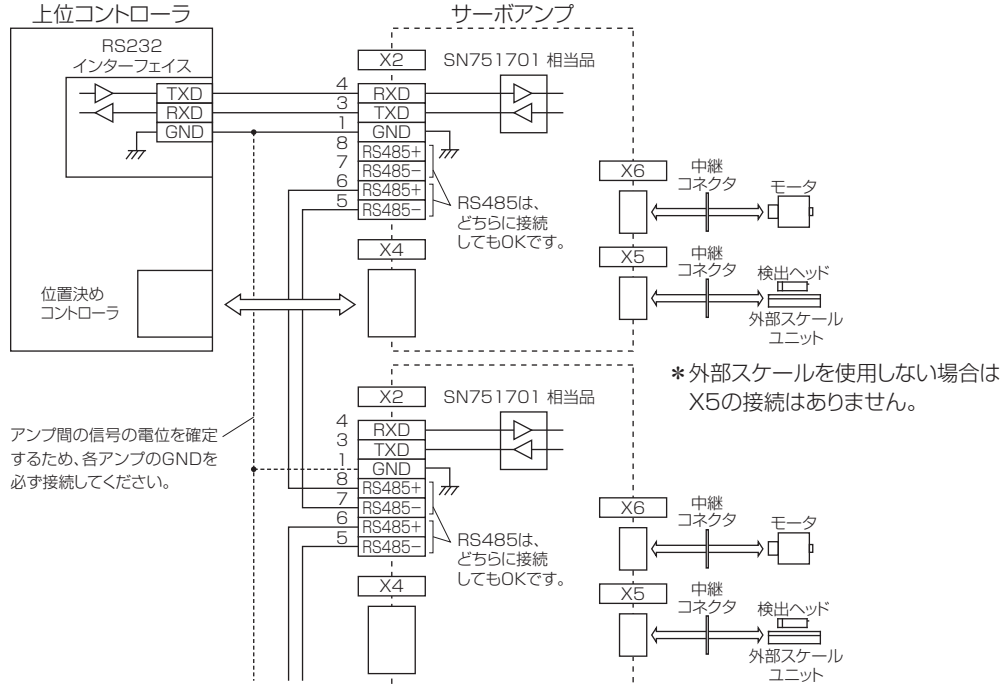 上位コントローラ
サーボアンプ
RS232
インターフェイス
TXD
RXD
GND
X2
SN751701 相当品
4
RXD
3
TXD
1
GND
8
RS485+
7
RS485−
6
RS485+
5
RS485−
RS485は、
どちらに接続
してもOKです。
X4
位置決め
コントローラ
X6
中継
コネクタ
モータ
X5
中継
コネクタ
検出ヘッド
外部スケール
ユニット
＊外部スケールを使用しない場合は
X5の接続はありません。
アンプ間の信号の電位を確定
するため、各アンプのGNDを
必ず接続してください。
X2
SN751701 相当品
4
RXD
3
TXD
1
GND
8
RS485+
7
RS485−
6
RS485+
5
RS485−
RS485は、
どちらに接続
してもOKです。
X4
X6
中継
コネクタ
モータ
X5
中継
コネクタ
検出ヘッド
外部スケール
ユニット